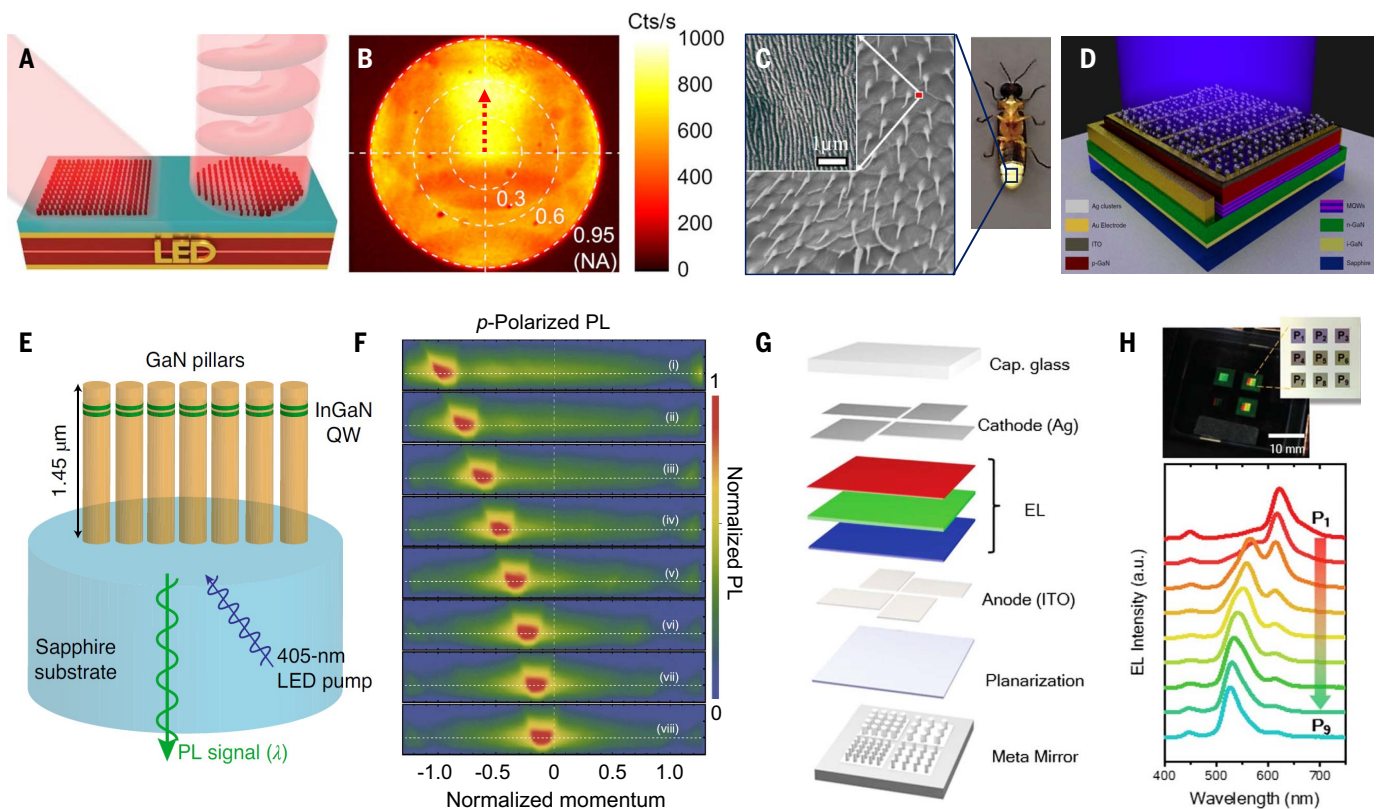 A
LED
B
Cts/s
1000
800
600
400
200
0
0.3
0.6
0.95
(NA)
C
1μm
D
Ag clusters
Au Electrode
ITO
p-GaN
MQWs
n-GaN
i-GaN
Sapphire
E
GaN pillars
InGaN
QW
1.45 μm
Sapphire
substrate
405-nm
LED pump
PL signal (λ)
F
p-Polarized PL
(i)
(ii)
(iii)
(iv)
(v)
(vi)
(vii)
(viii)
1
Normalized PL
0
-1.0
-0.5
0
0.5
1.0
Normalized momentum
G
Cap. glass
Cathode (Ag)
EL
Anode (ITO)
Planarization
Meta Mirror
H
P1 P2 P3
P4 P5 P6
P7 P8 P9
10 mm
EL Intensity (a.u.)
P1
P9
400 500 600 700
Wavelength (nm)